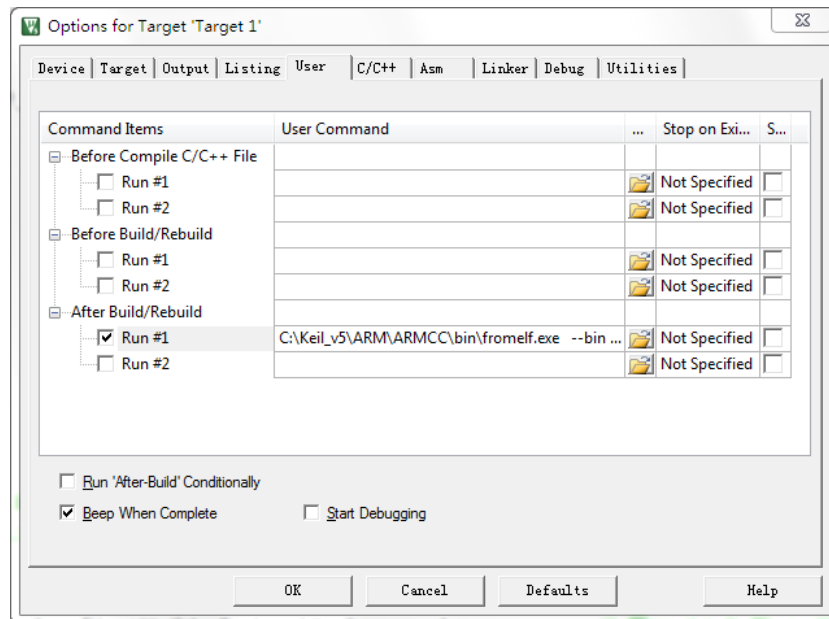 Options for Target 'Target 1'
Device Target Output Listing User C/C++ Asm Linker Debug Utilities
Command Items User Command ... Stop on Exi... S...
Before Compile C/C++ File
Run #1 Not Specified
Run #2 Not Specified
Before Build/Rebuild
Run #1 Not Specified
Run #2 Not Specified
After Build/Rebuild
Run #1 C:\Keil_v5\ARM\ARMCC\bin\fromelf.exe --bin ... Not Specified
Run #2 Not Specified
Run 'After-Build' Conditionally
Beep When Complete Start Debugging
OK Cancel Defaults Help